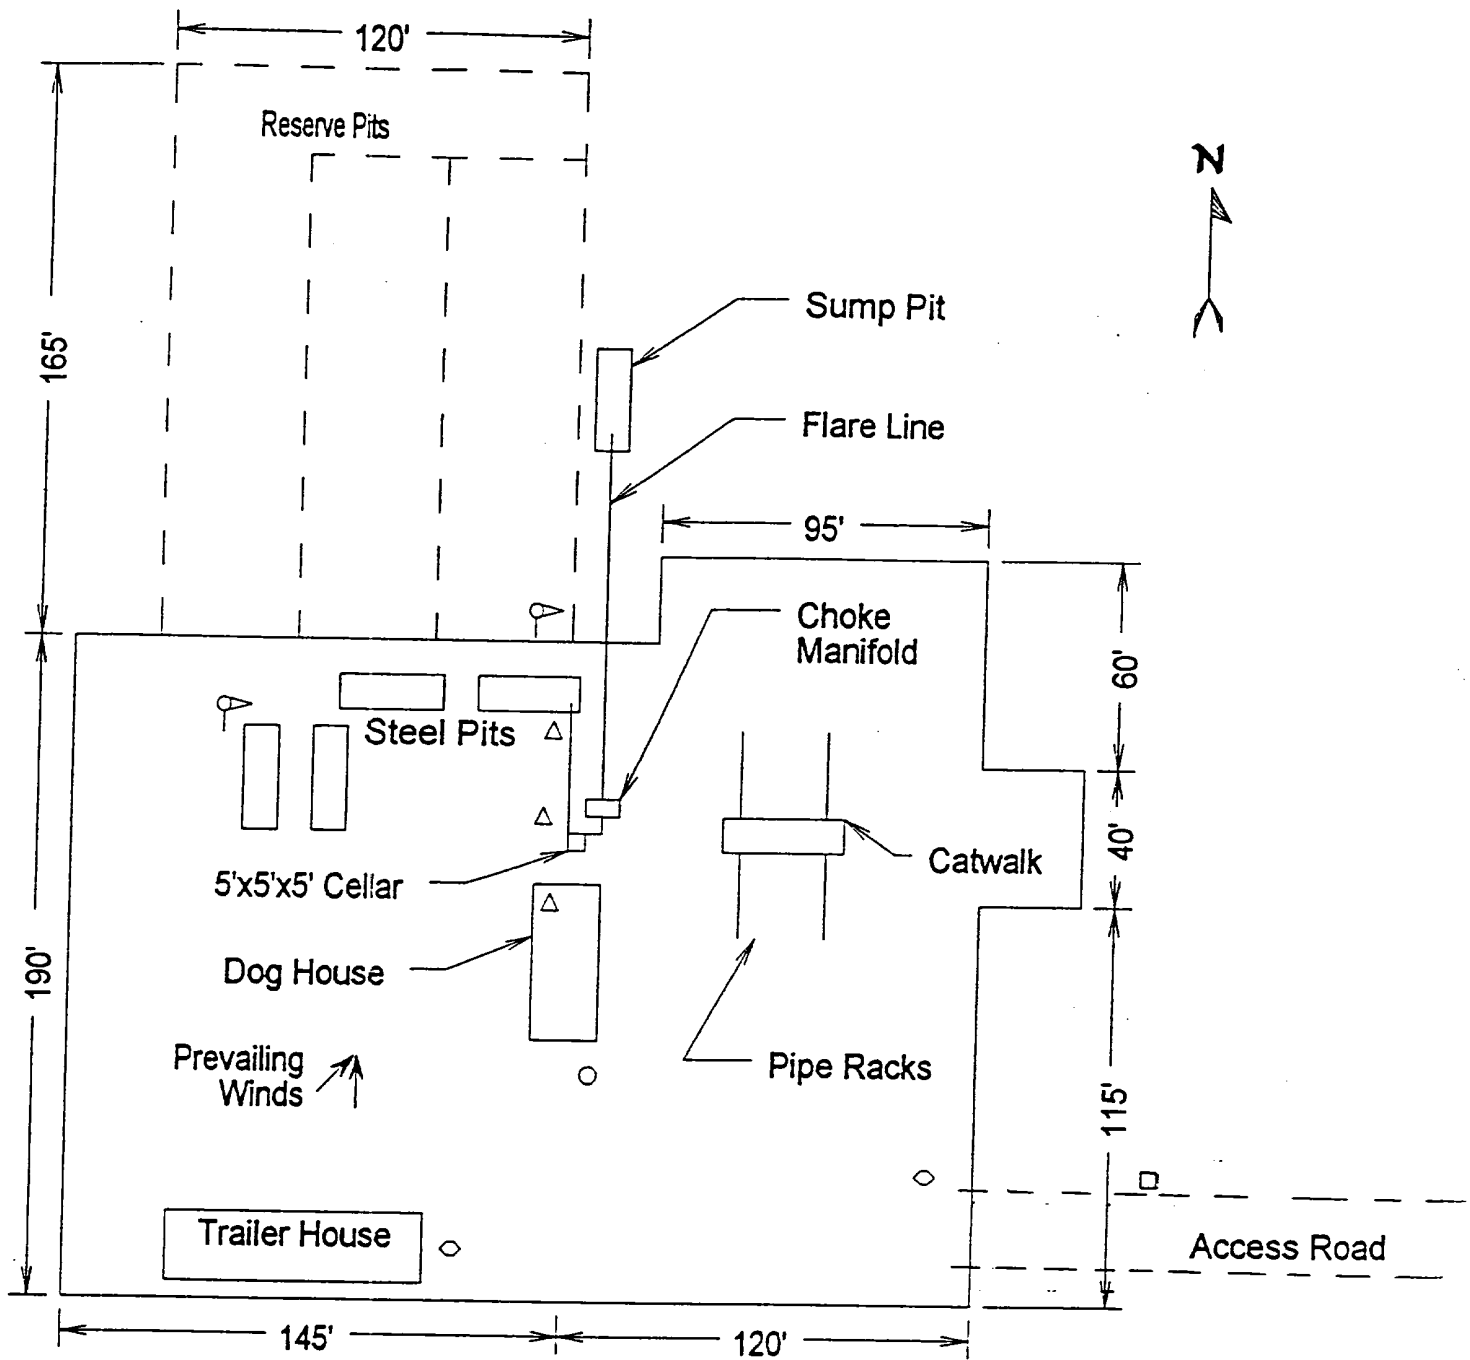 120'
Reserve Pits
N
Sump Pit
165'
Flare Line
95'
Choke
Manifold
60'
Steel Pits
40'
Catwalk
5'x5'x5' Cellar
190'
Dog House
Prevailing
Winds
Pipe Racks
115'
Trailer House
Access Road
145'
120'